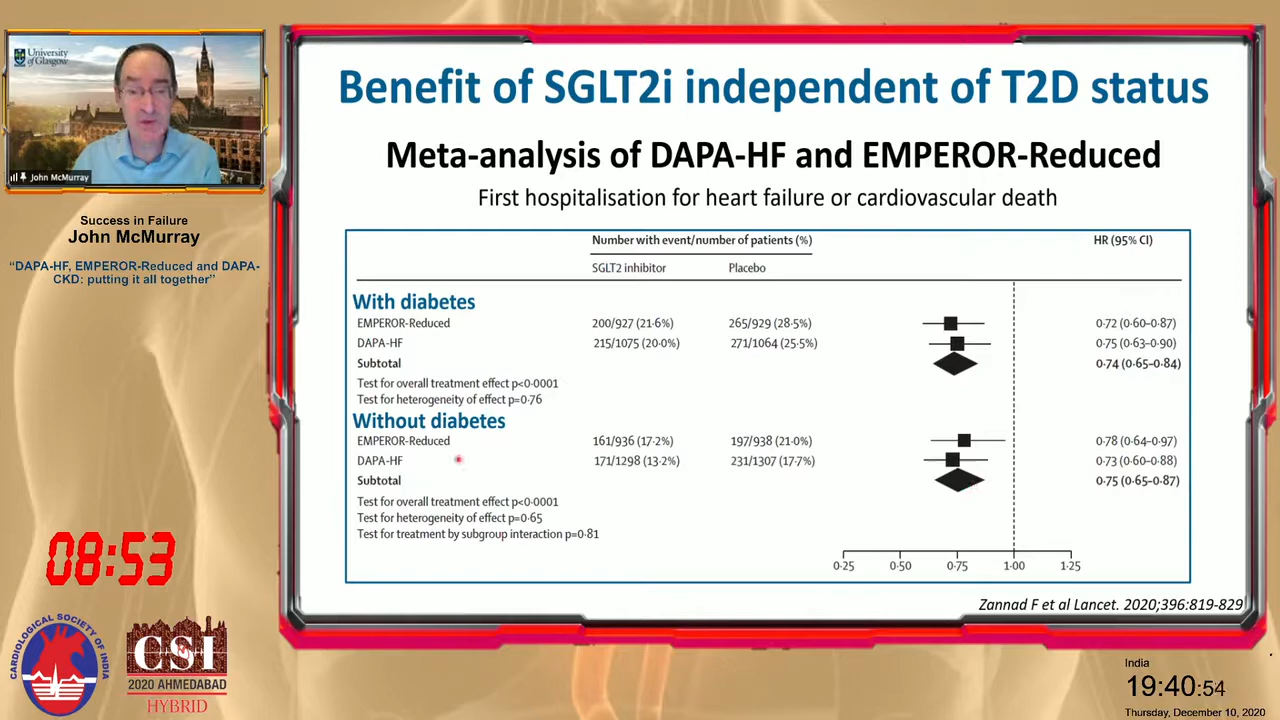 University
of Glasgow
John McMurray
Success in Failure
John McMurray
“DAPA-HF, EMPEROR-Reduced and DAPA-
CKD: putting it all together”
08:53
CARDIOLOGICAL SOCIETY OF INDIA
CSI
2020 AHMEDABAD
HYBRID
Benefit of SGLT2i independent of T2D status
Meta-analysis of DAPA-HF and EMPEROR-Reduced
First hospitalisation for heart failure or cardiovascular death
Number with event/number of patients (%) HR (95% CI)
SGLT2 inhibitor Placebo
With diabetes
EMPEROR-Reduced 200/927 (21·6%) 265/929 (28·5%) 0·72 (0·60–0·87)
DAPA-HF 215/1075 (20·0%) 271/1064 (25·5%) 0·75 (0·63–0·90)
Subtotal 0·74 (0·65–0·84)
Test for overall treatment effect p<0·0001
Test for heterogeneity of effect p=0·76
Without diabetes
EMPEROR-Reduced 161/936 (17·2%) 197/938 (21·0%) 0·78 (0·64–0·97)
DAPA-HF 171/1298 (13·2%) 231/1307 (17·7%) 0·73 (0·60–0·88)
Subtotal 0·75 (0·65–0·87)
Test for overall treatment effect p<0·0001
Test for heterogeneity of effect p=0·65
Test for treatment by subgroup interaction p=0·81
0·25 0·50 0·75 1·00 1·25
Zannad F et al Lancet. 2020;396:819-829
India
19:40:54
Thursday, December 10, 2020